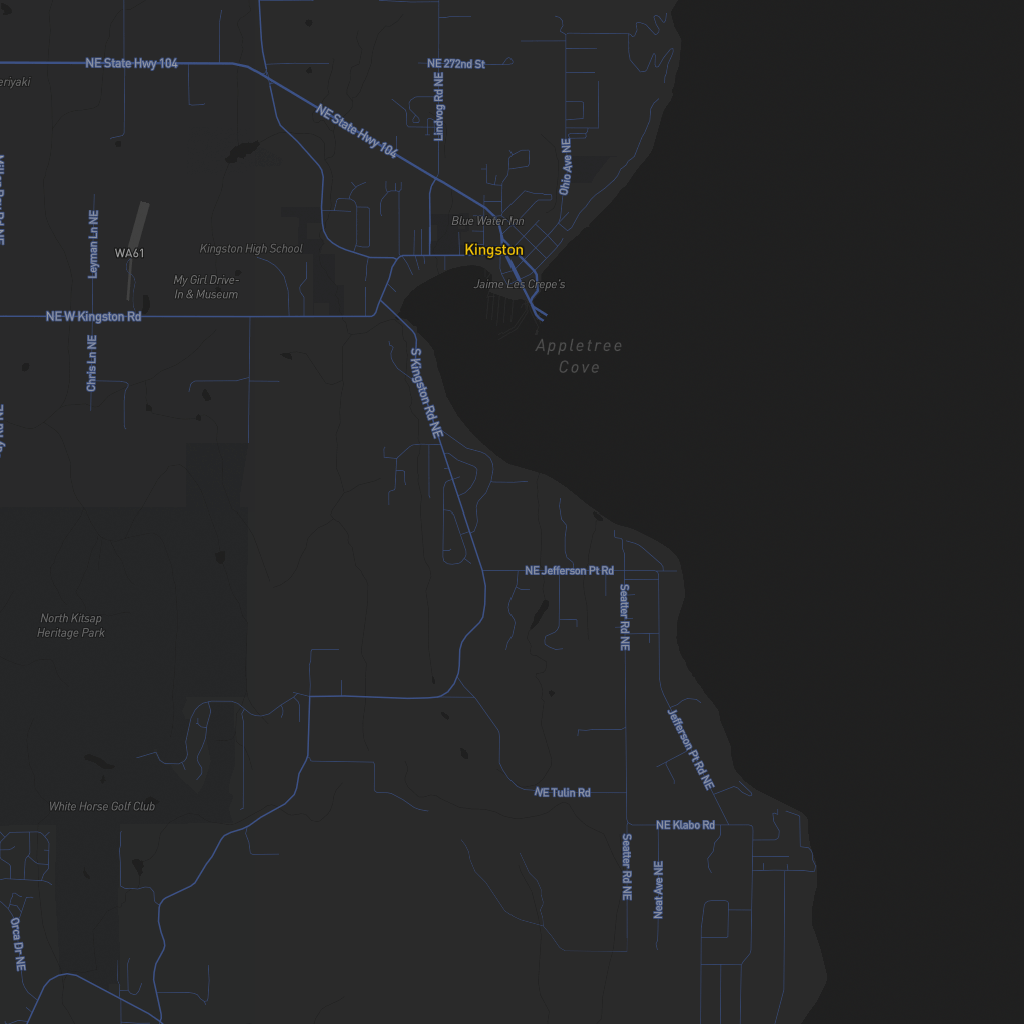 NE State Hwy 104
NE 272nd St
eriyaki
Lindvog Rd NE
NE State Hwy 104
Ohio Ave NE
Leyman Ln NE
Blue Water Inn
Kingston High School
Kingston
WA61
My Girl Drive-
In & Museum
Jaime Les Crepe's
NE W Kingston Rd
Appletree
Cove
Chris Ln NE
S Kingston Rd NE
NE Jefferson Pt Rd
Seatter Rd NE
North Kitsap
Heritage Park
Jefferson Pt Rd NE
NE Tulin Rd
White Horse Golf Club
NE Klabo Rd
Seatter Rd NE
Neat Ave NE
Orca Dr NE